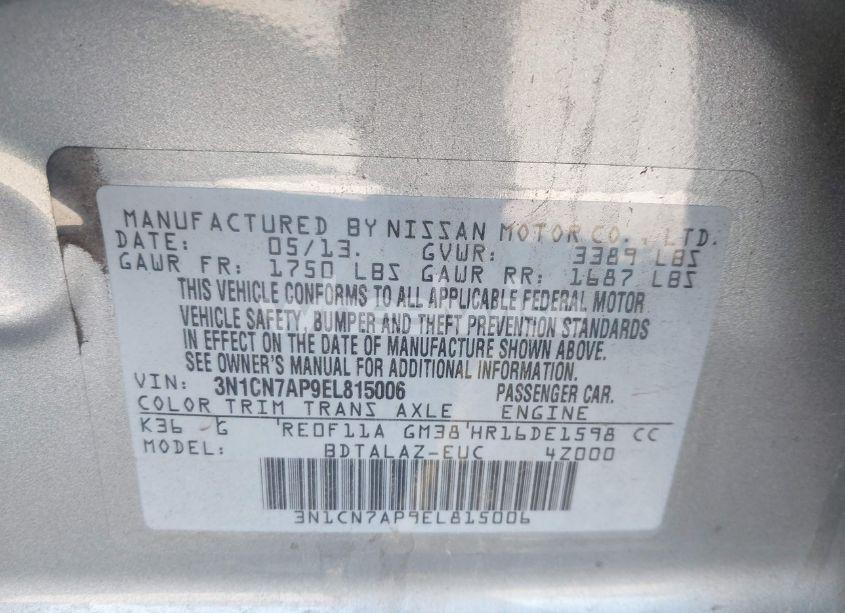 MANUFACTURED BY NISSAN MOTOR CO., LTD.
DATE: 05/13. GVWR: 3389 LBS
GAWR FR: 1750 LBS GAWR RR: 1687 LBS
THIS VEHICLE CONFORMS TO ALL APPLICABLE FEDERAL MOTOR
VEHICLE SAFETY, BUMPER AND THEFT PREVENTION STANDARDS
IN EFFECT ON THE DATE OF MANUFACTURE SHOWN ABOVE.
SEE OWNER'S MANUAL FOR ADDITIONAL INFORMATION.
VIN: 3N1CN7AP9EL815006 PASSENGER CAR.
COLOR TRIM TRANS AXLE ENGINE
K36 G RE0F11A GM38 HR16DE1598 CC
MODEL: BDTALAZ-EUC 4Z000
3N1CN7AP9EL815006